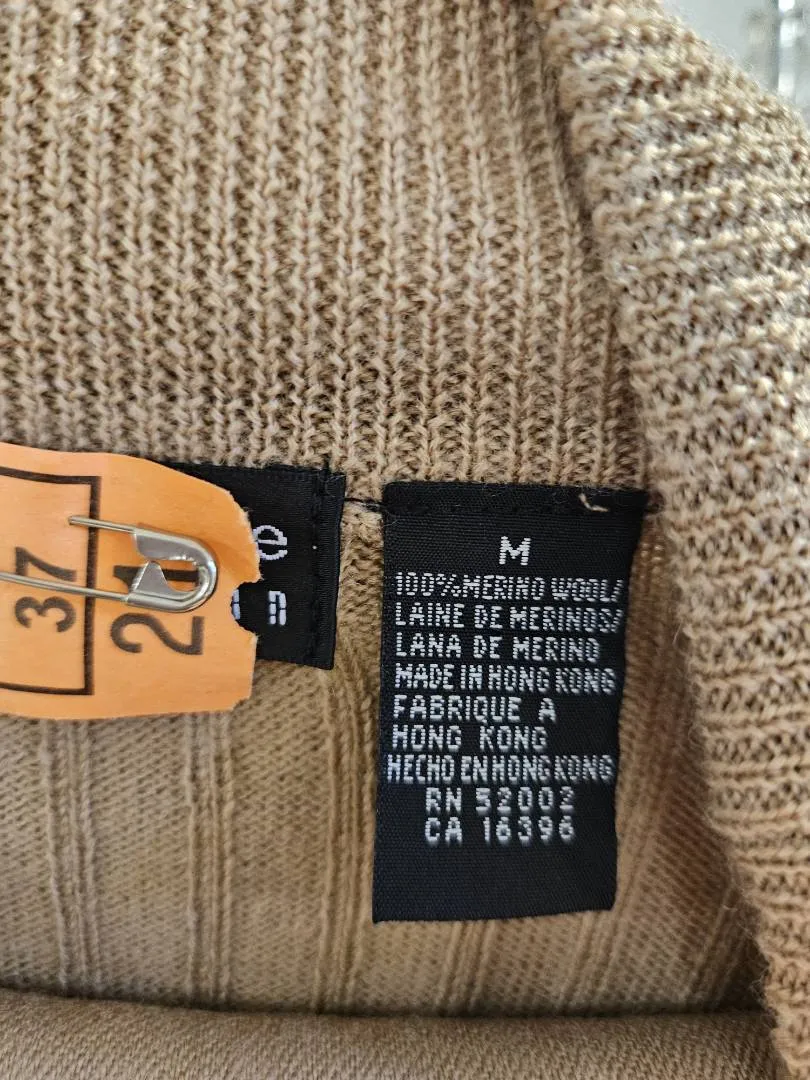 37
21
e
n
M
100%MERINO WOOL/
LAINE DE MERINOS/
LANA DE MERINO
MADE IN HONG KONG
FABRIQUE A
HONG KONG
HECHO EN HONG KONG
RN 52002
CA 16396